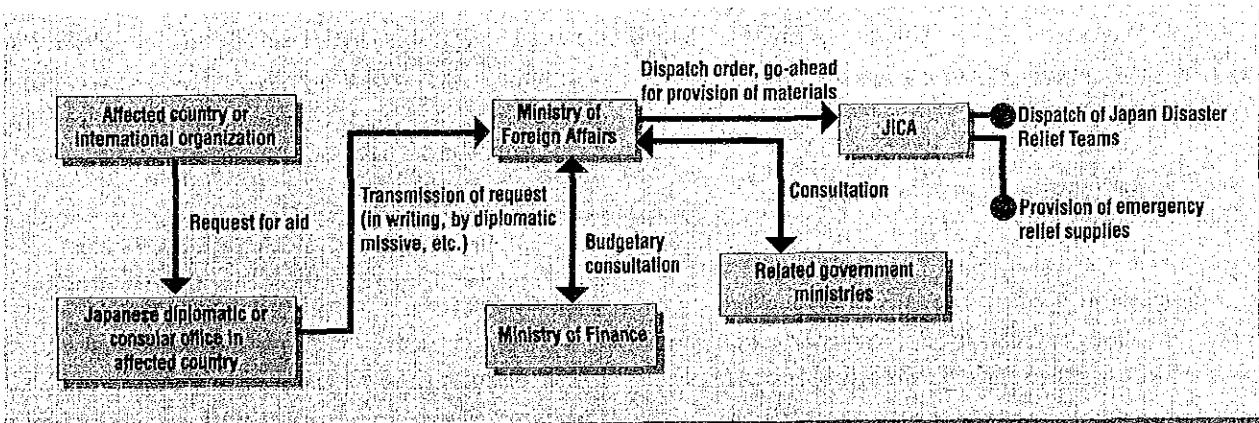 Affected country or
international organization
Request for aid
Japanese diplomatic or
consular office in
affected country
Transmission of request
(in writing, by diplomatic
missive, etc.)
Ministry of
Foreign Affairs
Budgetary
consultation
Ministry of Finance
Dispatch order, go-ahead
for provision of materials
Consultation
Related government
ministries
JICA
Dispatch of Japan Disaster
Relief Teams
Provision of emergency
relief supplies